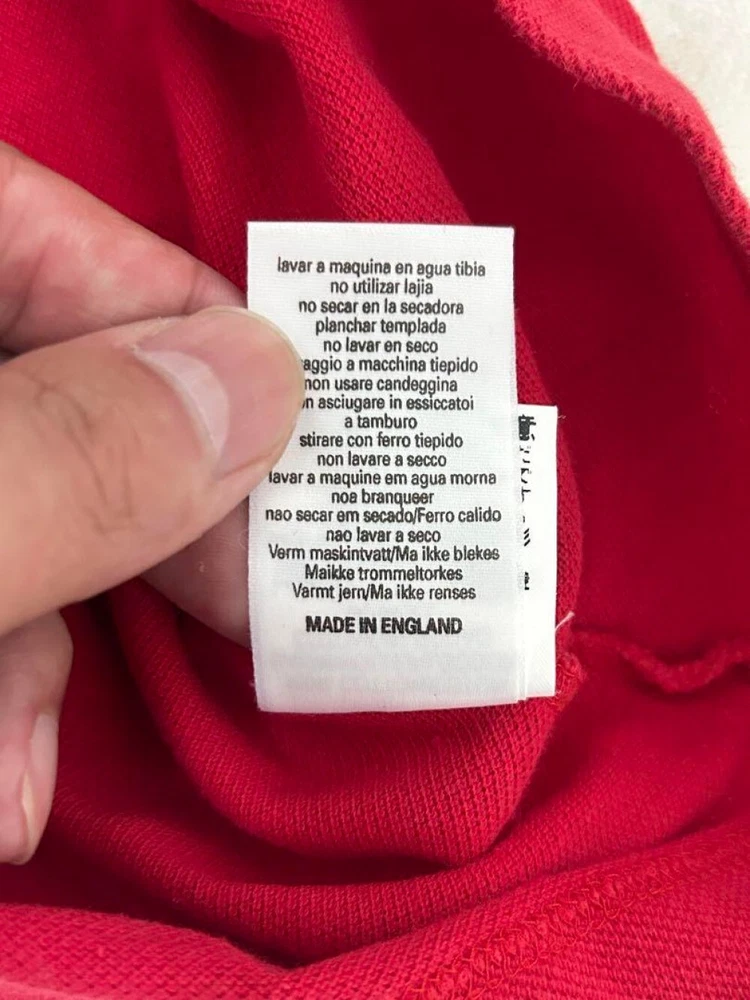 lavar a maquina en agua tibia
no utilizar lajia
no secar en la secadora
planchar templada
no lavar en seco
aggio a macchina tiepido
non usare candeggina
n asciugare in essiccatoi
a tamburo
stirare con ferro tiepido
non lavare a secco
lavar a maquine em agua morna
noa branqueer
nao secar em secado/Ferro calido
nao lavar a seco
Verm maskintvatt/Ma ikke blekes
Maikke trommeltorkes
Varmt jern/Ma ikke renses
MADE IN ENGLAND